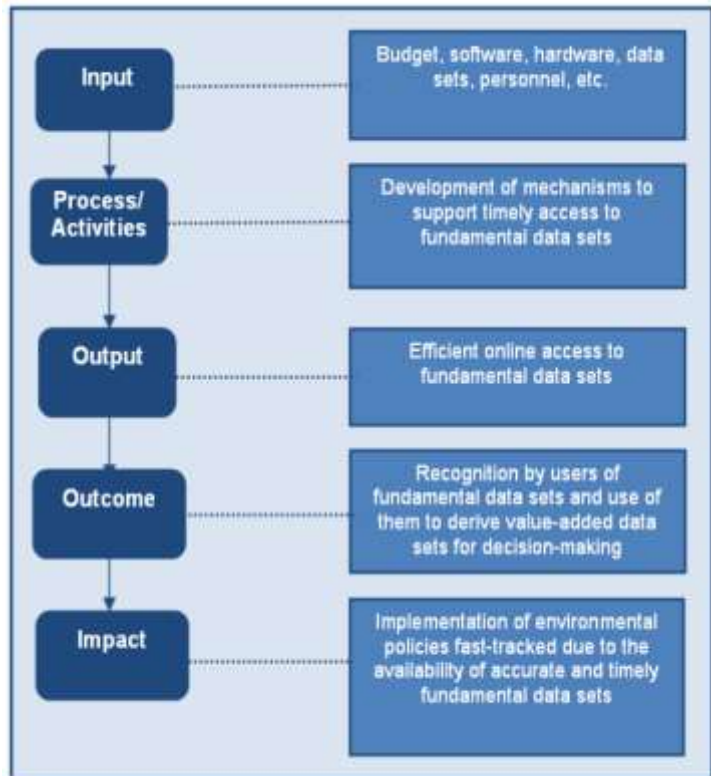 Input
Budget, software, hardware, data
sets, personnel, etc.
Process/
Activities
Development of mechanisms to
support timely access to
fundamental data sets
Output
Efficient online access to
fundamental data sets
Outcome
Recognition by users of
fundamental data sets and use of
them to derive value-added data
sets for decision-making
Impact
Implementation of environmental
policies fast-tracked due to the
availability of accurate and timely
fundamental data sets